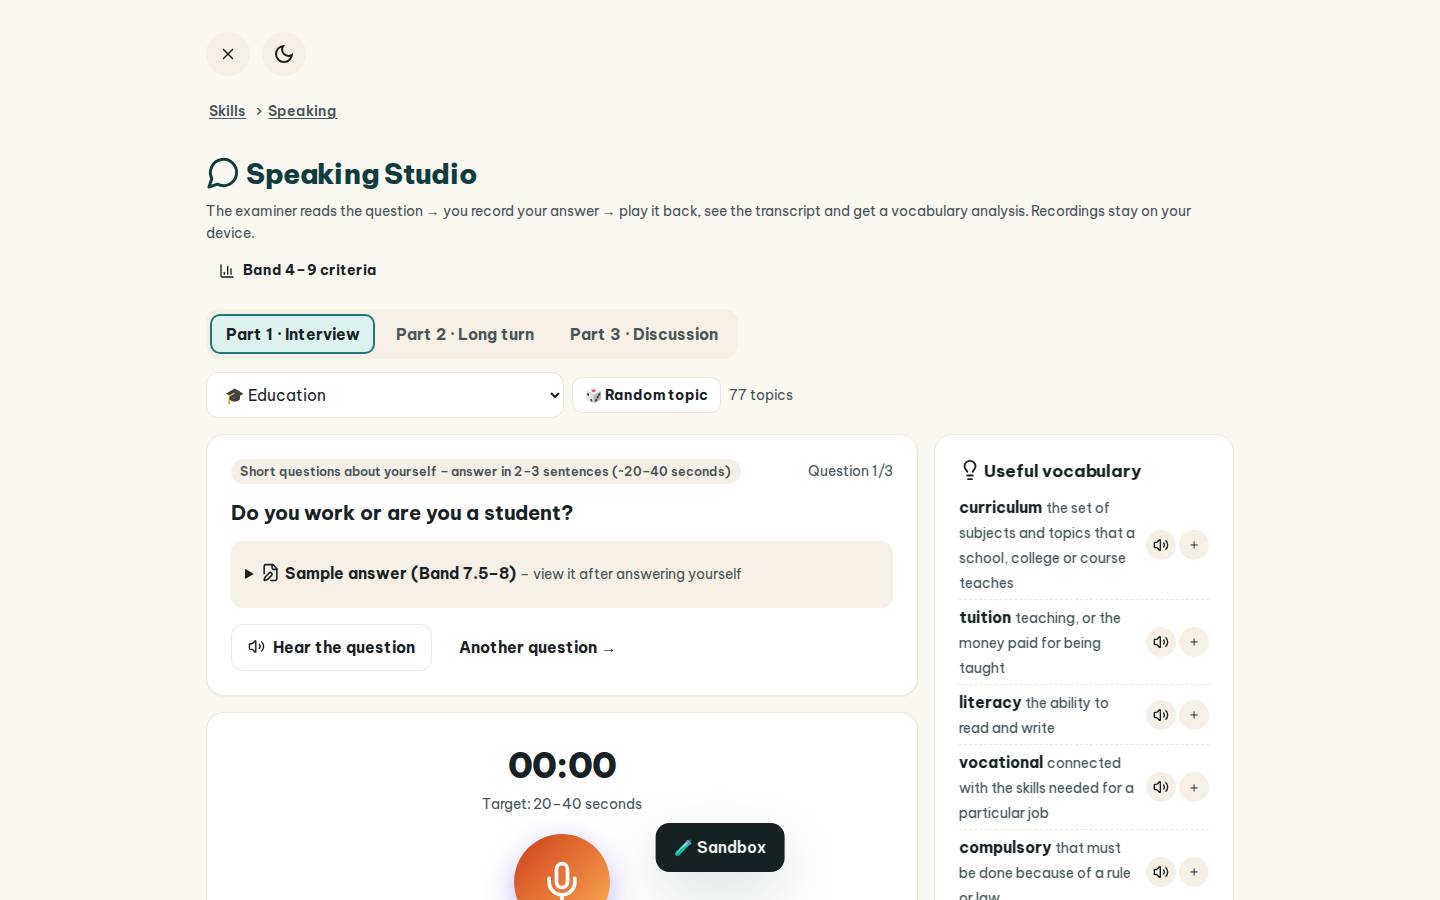 Skills › Speaking
Speaking Studio
The examiner reads the question → you record your answer → play it back, see the transcript and get a vocabulary analysis. Recordings stay on your
device.
Band 4–9 criteria
Part 1 · Interview
Part 2 · Long turn
Part 3 · Discussion
🎓 Education
🎲 Random topic
77 topics
Short questions about yourself – answer in 2–3 sentences (~20–40 seconds)
Question 1/3
Do you work or are you a student?
Sample answer (Band 7.5–8) – view it after answering yourself
Hear the question
Another question →
00:00
Target: 20–40 seconds
🧪 Sandbox
Useful vocabulary
curriculum the set of
subjects and topics that a
school, college or course
teaches
tuition teaching, or the
money paid for being
taught
literacy the ability to
read and write
vocational connected
with the skills needed for a
particular job
compulsory that must
be done because of a rule
or law